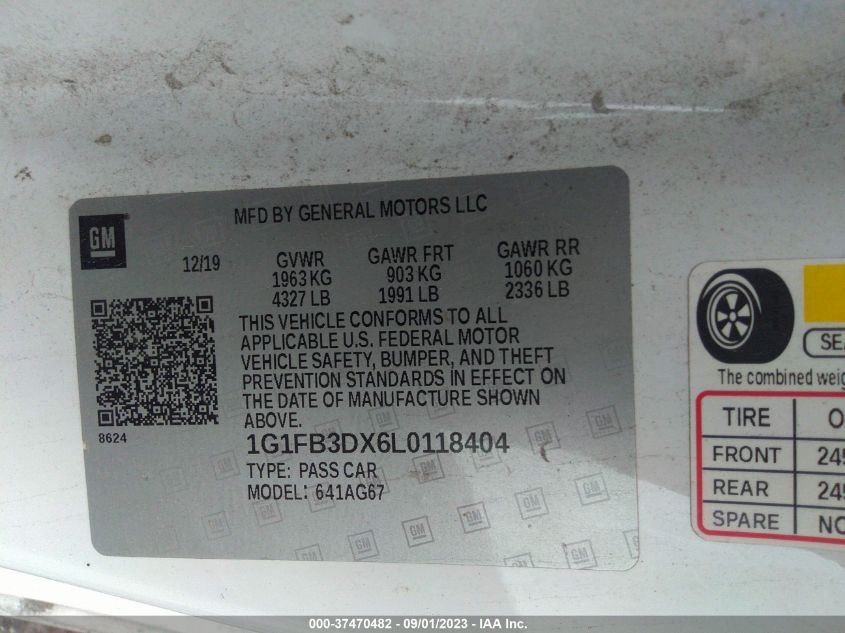 MFD BY GENERAL MOTORS LLC
GM
12/19
GVWR
1963 KG
4327 LB
GAWR FRT
903 KG
1991 LB
GAWR RR
1060 KG
2336 LB
THIS VEHICLE CONFORMS TO ALL
APPLICABLE U.S. FEDERAL MOTOR
VEHICLE SAFETY, BUMPER, AND THEFT
PREVENTION STANDARDS IN EFFECT ON
THE DATE OF MANUFACTURE SHOWN
ABOVE.
8624
1G1FB3DX6L0118404
TYPE: PASS CAR
MODEL: 641AG67
The combined
TIRE
FRONT
REAR
SPARE
000-37470482 - 09/01/2023 - IAA Inc.